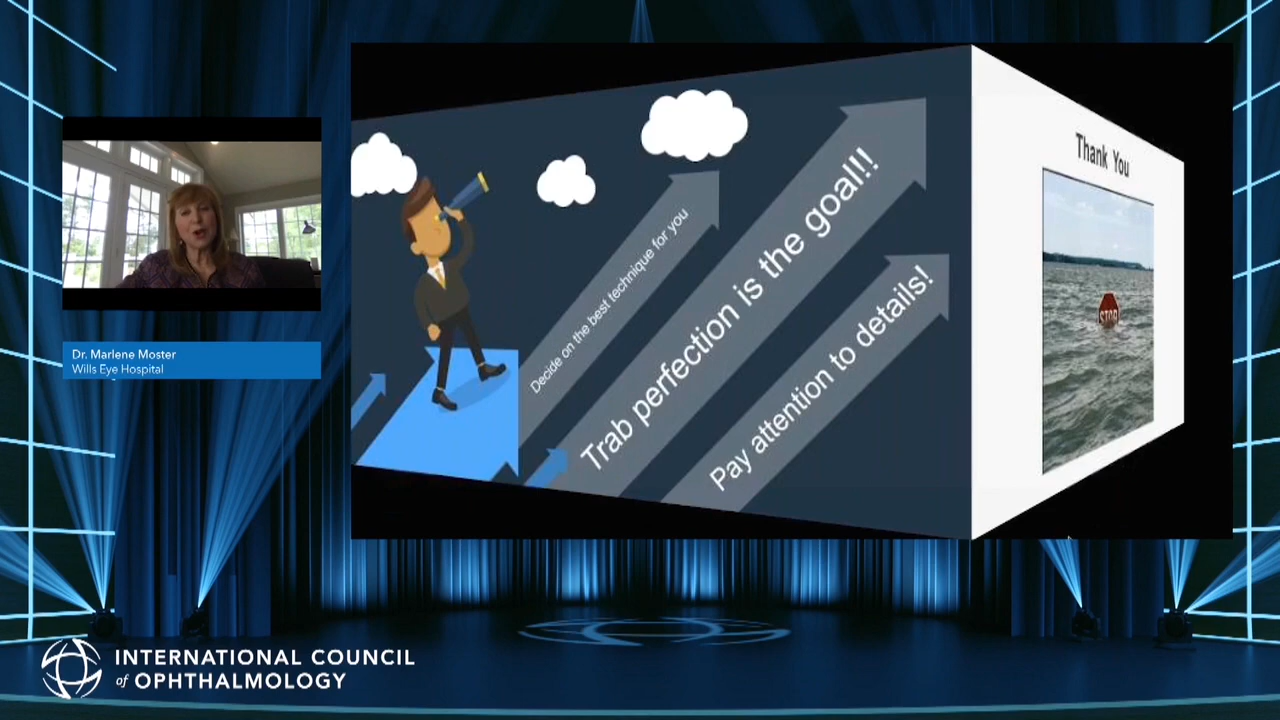 Dr. Marlene Moster
Wills Eye Hospital
Decide on the best technique for you
Trab perfection is the goal!!!
Pay attention to details!
Thank You
STOP
INTERNATIONAL COUNCIL
of OPHTHALMOLOGY